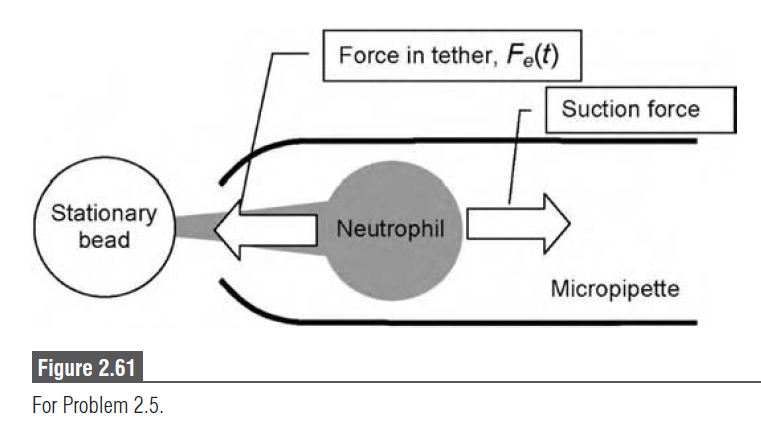 Force in tether, Fe(t)
Suction force
Stationary
bead
Neutrophil
Micropipette
Figure 2.61
For Problem 2.5.